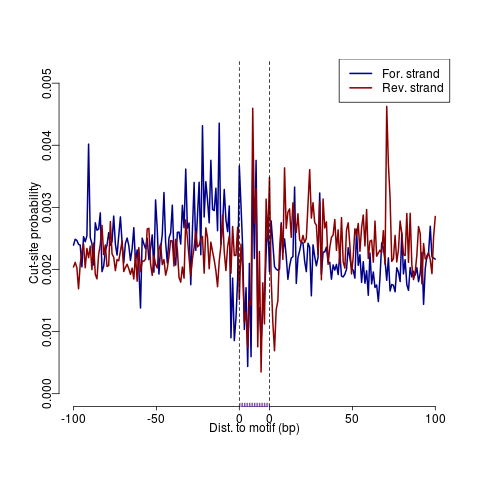 For. strand
Rev. strand
Cut-site probability
0.005
0.004
0.003
0.002
0.001
0.000
-100 -50 0 0 50 100
Dist. to motif (bp)